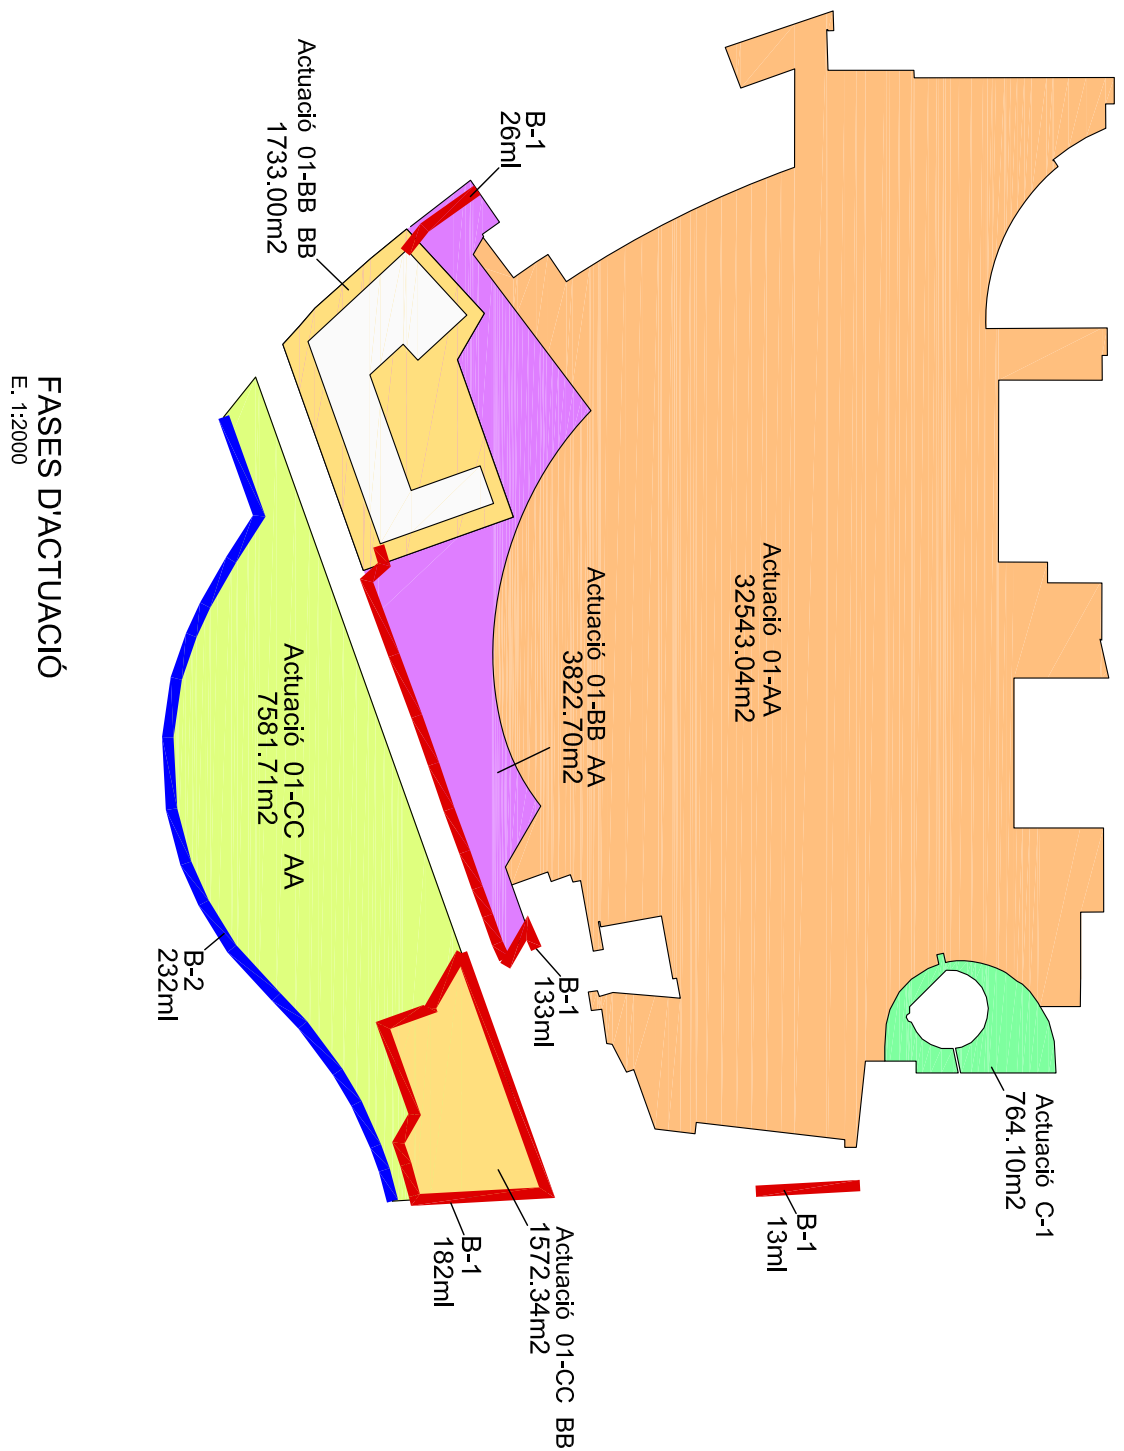 Actuació 01-BB BB
1733.00m2
B-1
26ml
Actuació 01-AA
32543.04m2
Actuació 01-BB AA
3822.70m2
Actuació 01-CC AA
7581.71m2
B-2
232ml
B-1
133ml
Actuació C-1
764.10m2
B-1
13ml
B-1
182ml
Actuació 01-CC BB
1572.34m2
FASES D'ACTUACIÓ
E. 1:2000